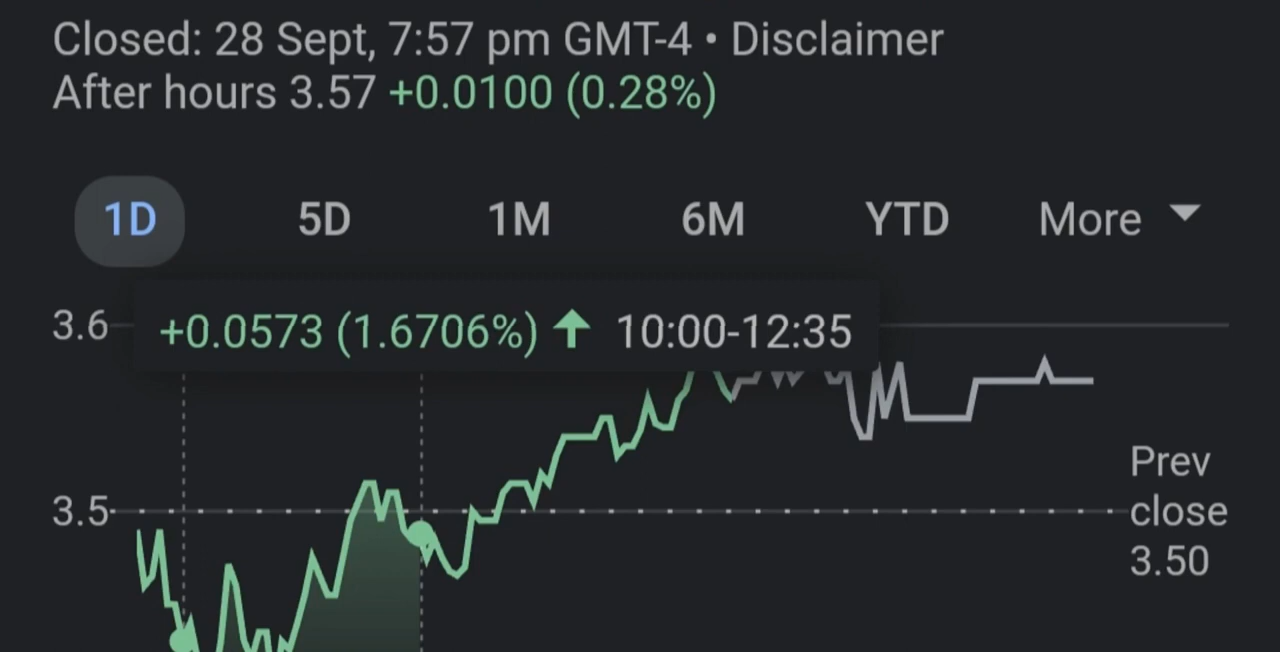 Closed: 28 Sept, 7:57 pm GMT-4 • Disclaimer
After hours 3.57 +0.0100 (0.28%)
1D 5D 1M 6M YTD More
3.6
+0.0573 (1.6706%) ↑ 10:00-12:35
3.5
Prev
close
3.50